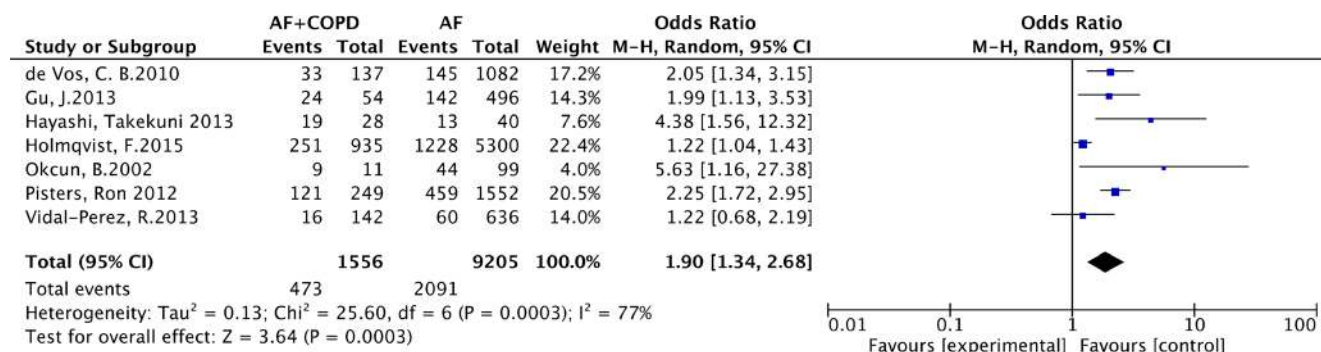 AF+COPD AF Odds Ratio Odds Ratio
Study or Subgroup Events Total Events Total Weight M-H, Random, 95% CI M-H, Random, 95% CI
de Vos, C. B.2010 33 137 145 1082 17.2% 2.05 [1.34, 3.15]
Gu, J.2013 24 54 142 496 14.3% 1.99 [1.13, 3.53]
Hayashi, Takekuni 2013 19 28 13 40 7.6% 4.38 [1.56, 12.32]
Holmqvist, F.2015 251 935 1228 5300 22.4% 1.22 [1.04, 1.43]
Okcun, B.2002 9 11 44 99 4.0% 5.63 [1.16, 27.38]
Pisters, Ron 2012 121 249 459 1552 20.5% 2.25 [1.72, 2.95]
Vidal-Perez, R.2013 16 142 60 636 14.0% 1.22 [0.68, 2.19]
Total (95% CI) 1556 9205 100.0% 1.90 [1.34, 2.68]
Total events 473 2091
Heterogeneity: Tau² = 0.13; Chi² = 25.60, df = 6 (P = 0.0003); I² = 77%
Test for overall effect: Z = 3.64 (P = 0.0003)
0.01 0.1 1 10 100
Favours [experimental] Favours [control]